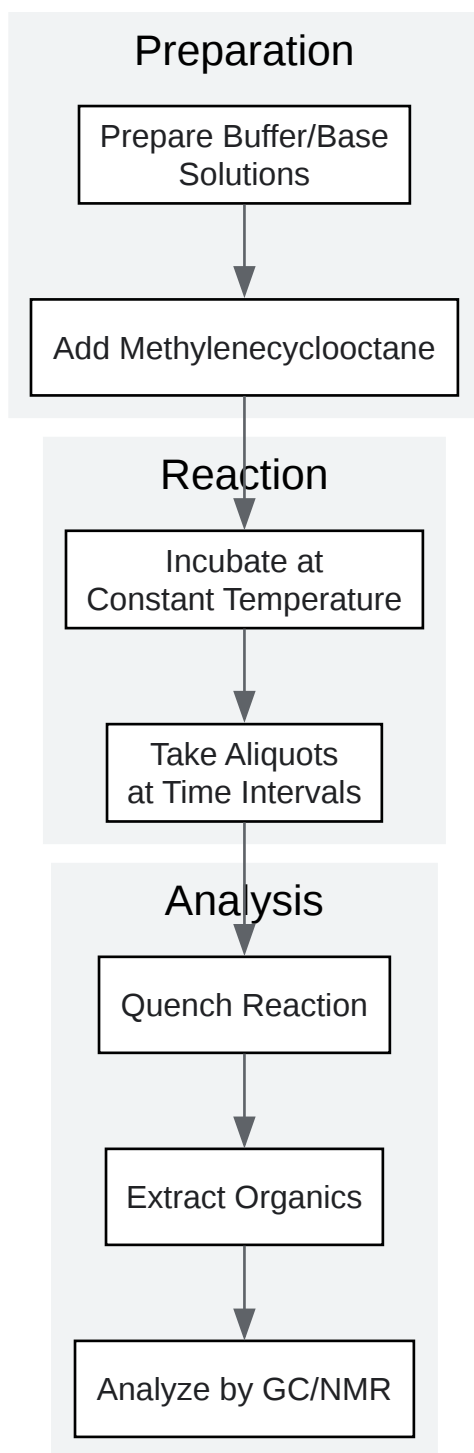 Preparation
Prepare Buffer/Base
Solutions
Add Methylenecyclooctane
Reaction
Incubate at
Constant Temperature
Take Aliquots
at Time Intervals
Analysis
Quench Reaction
Extract Organics
Analyze by GC/NMR